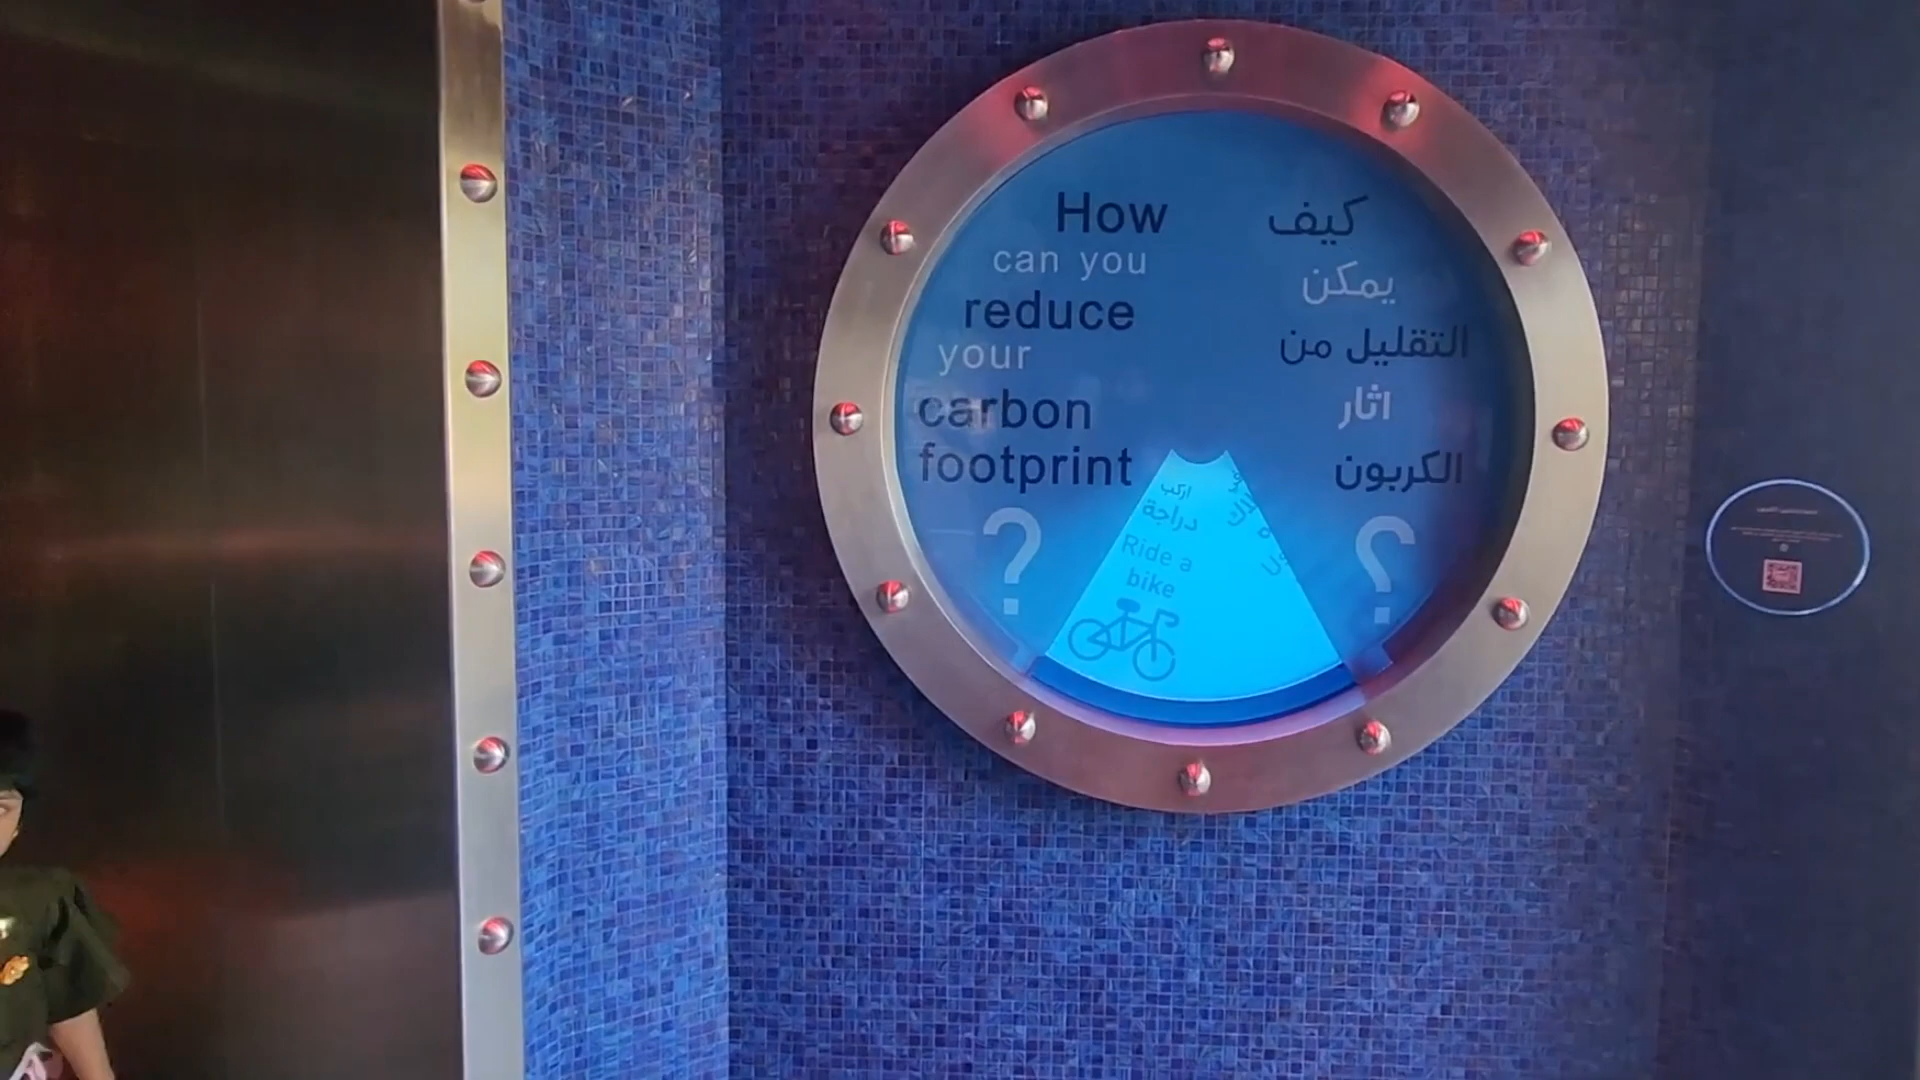 How
can you
reduce
your
carbon
footprint
?
كيف
يمكن
التقليل من
اثار
الكربون
؟
اركب
دراجة
Ride a
bike